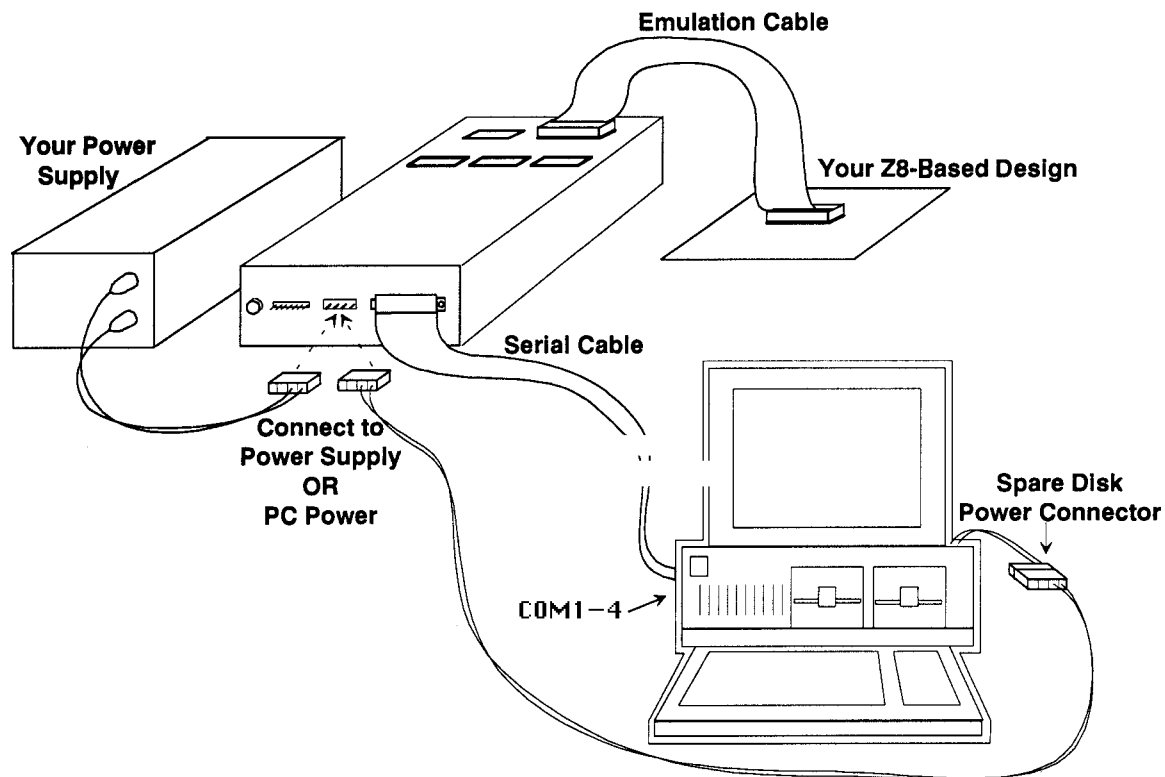 Emulation Cable
Your Power
Supply
Your Z8-Based Design
Serial Cable
Connect to
Power Supply
OR
PC Power
Spare Disk
Power Connector
COM1-4